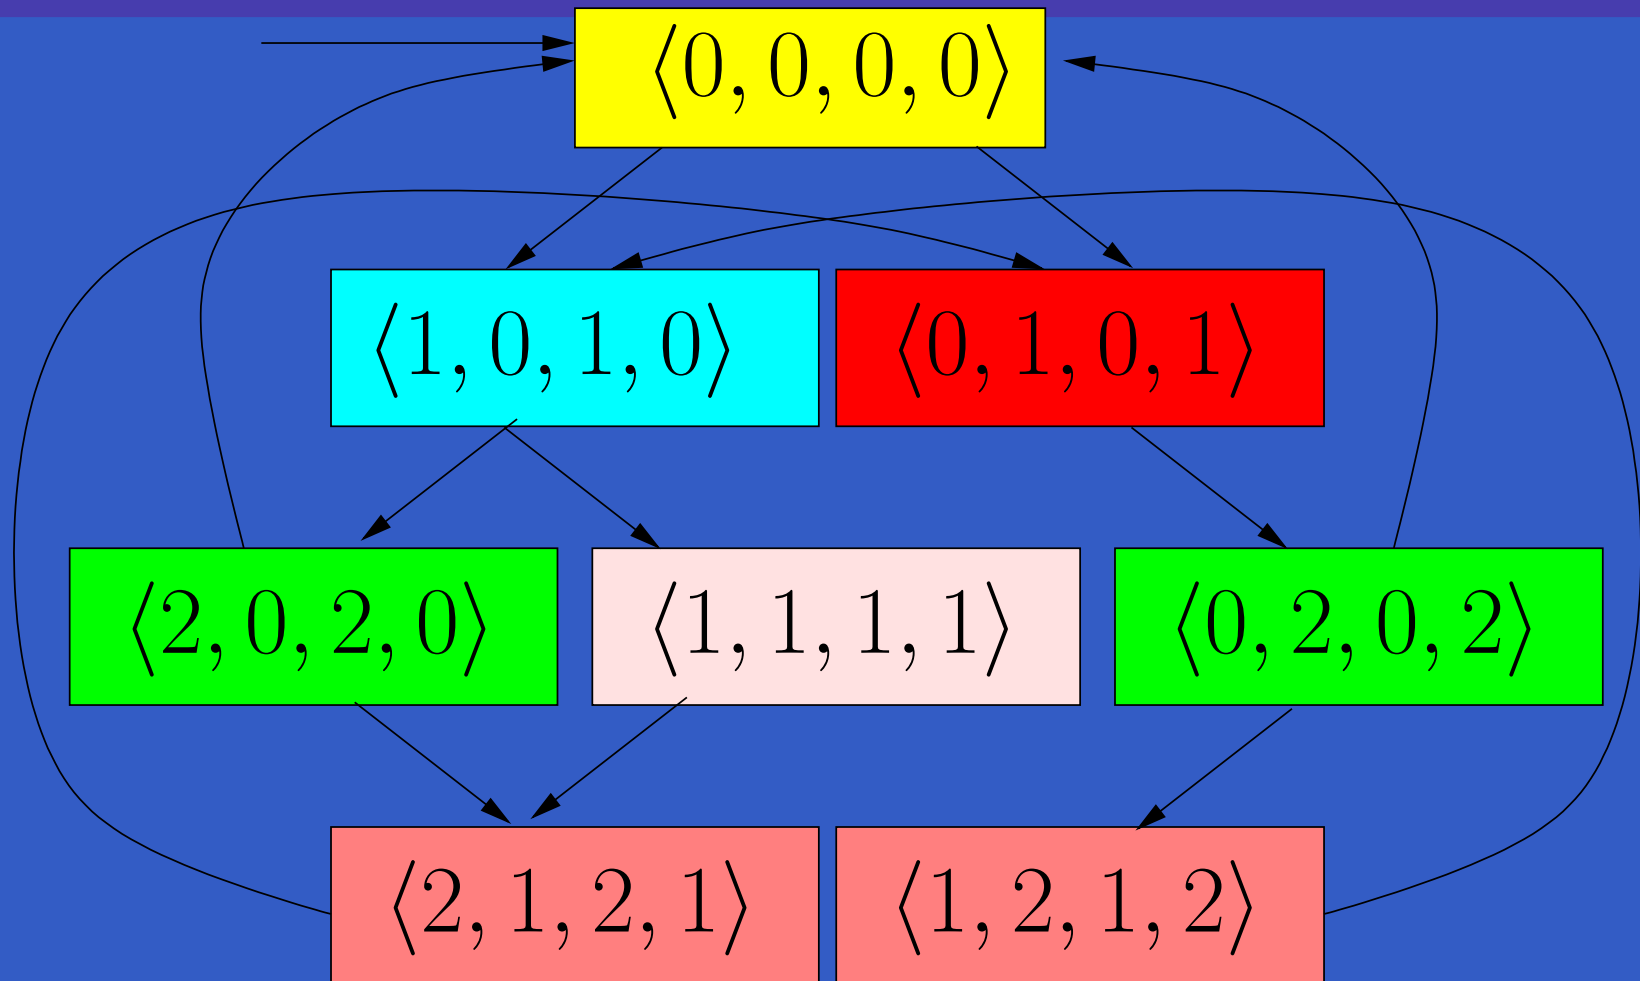 ⟨0, 0, 0, 0⟩
⟨1, 0, 1, 0⟩
⟨0, 1, 0, 1⟩
⟨2, 0, 2, 0⟩
⟨1, 1, 1, 1⟩
⟨0, 2, 0, 2⟩
⟨2, 1, 2, 1⟩
⟨1, 2, 1, 2⟩